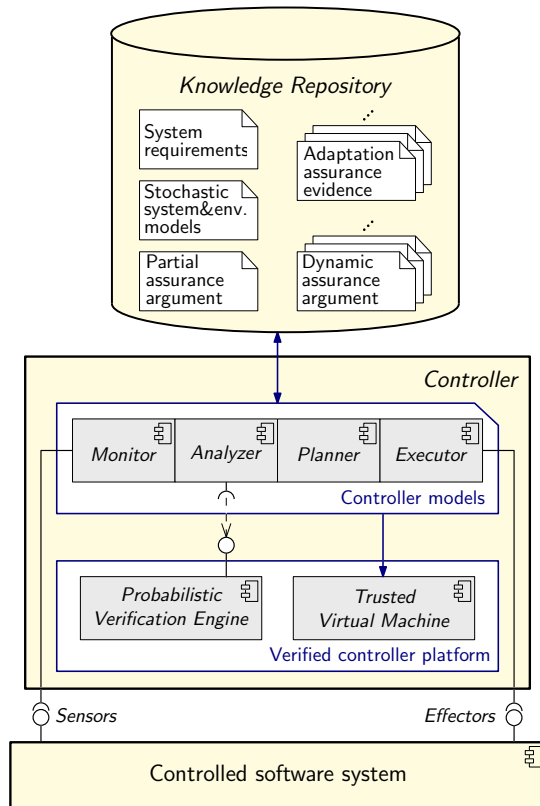 Knowledge Repository
System
requirements
Stochastic
system&env.
models
Partial
assurance
argument
...
Adaptation
assurance
evidence
...
Dynamic
assurance
argument
Controller
Monitor
Analyzer
Planner
Executor
Controller models
Probabilistic
Verification Engine
Trusted
Virtual Machine
Verified controller platform
Sensors
Effectors
Controlled software system